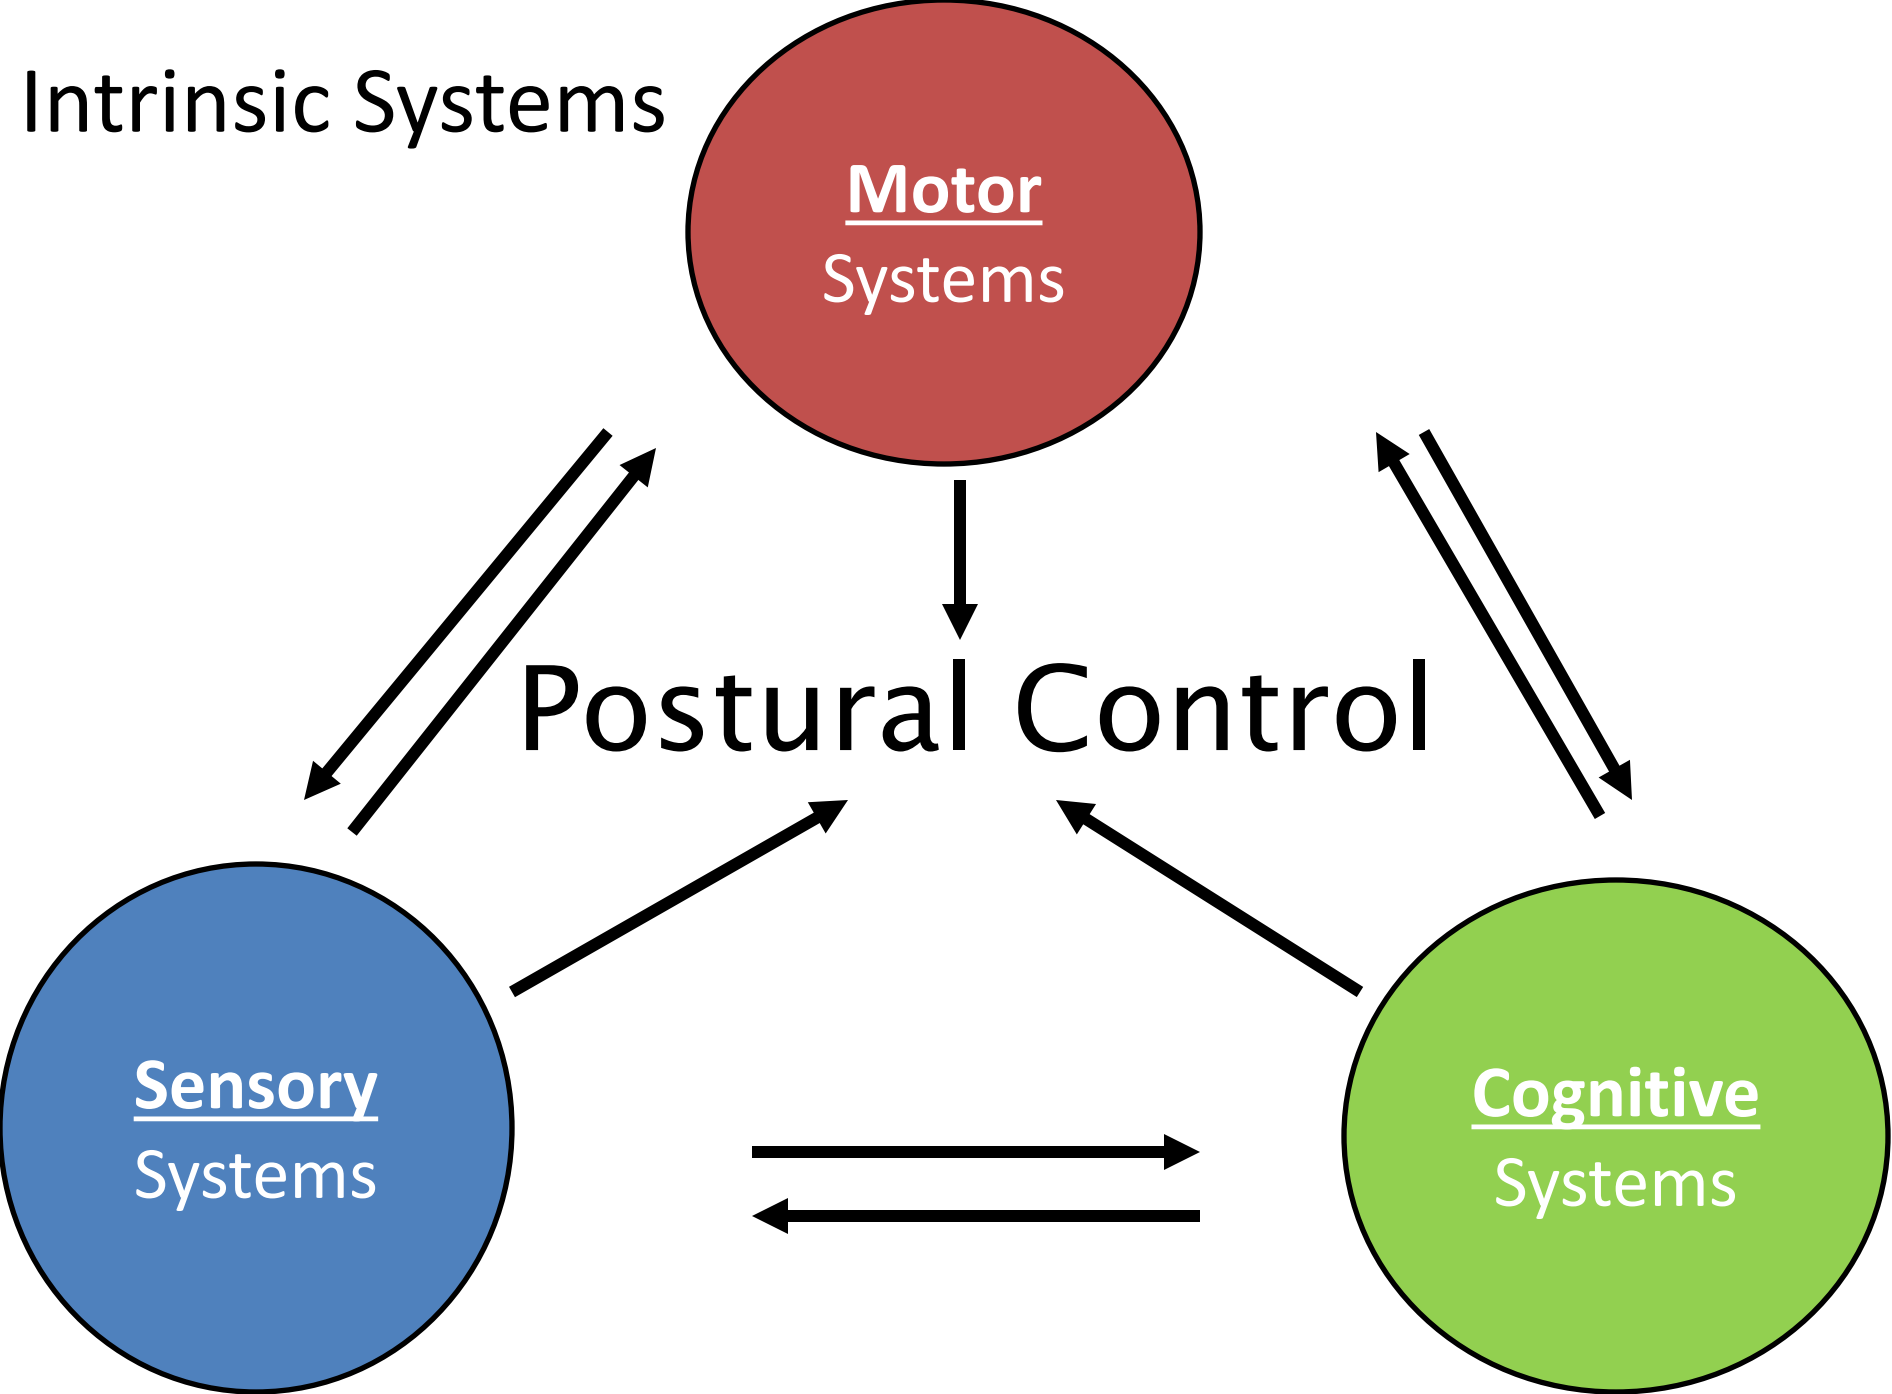 Intrinsic Systems
Motor
Systems
Postural Control
Sensory
Systems
Cognitive
Systems